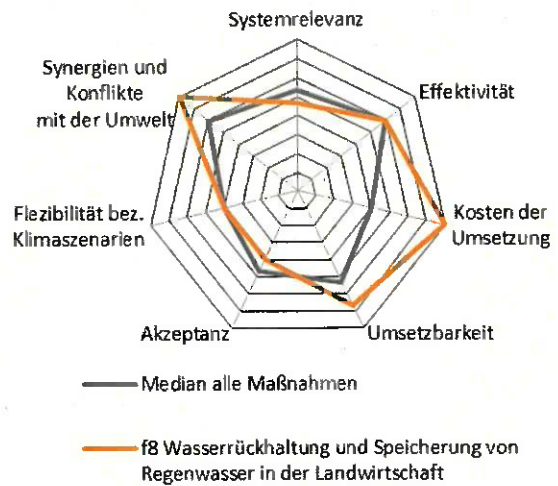 Systemrelevanz
Synergien und
Konflikte
mit der Umwelt
Effektivität
Flezibilität bez.
Klimaszenarien
Kosten der
Umsetzung
Akzeptanz
Umsetzbarkeit
Median alle Maßnahmen
f8 Wasserrückhaltung und Speicherung von
Regenwasser in der Landwirtschaft